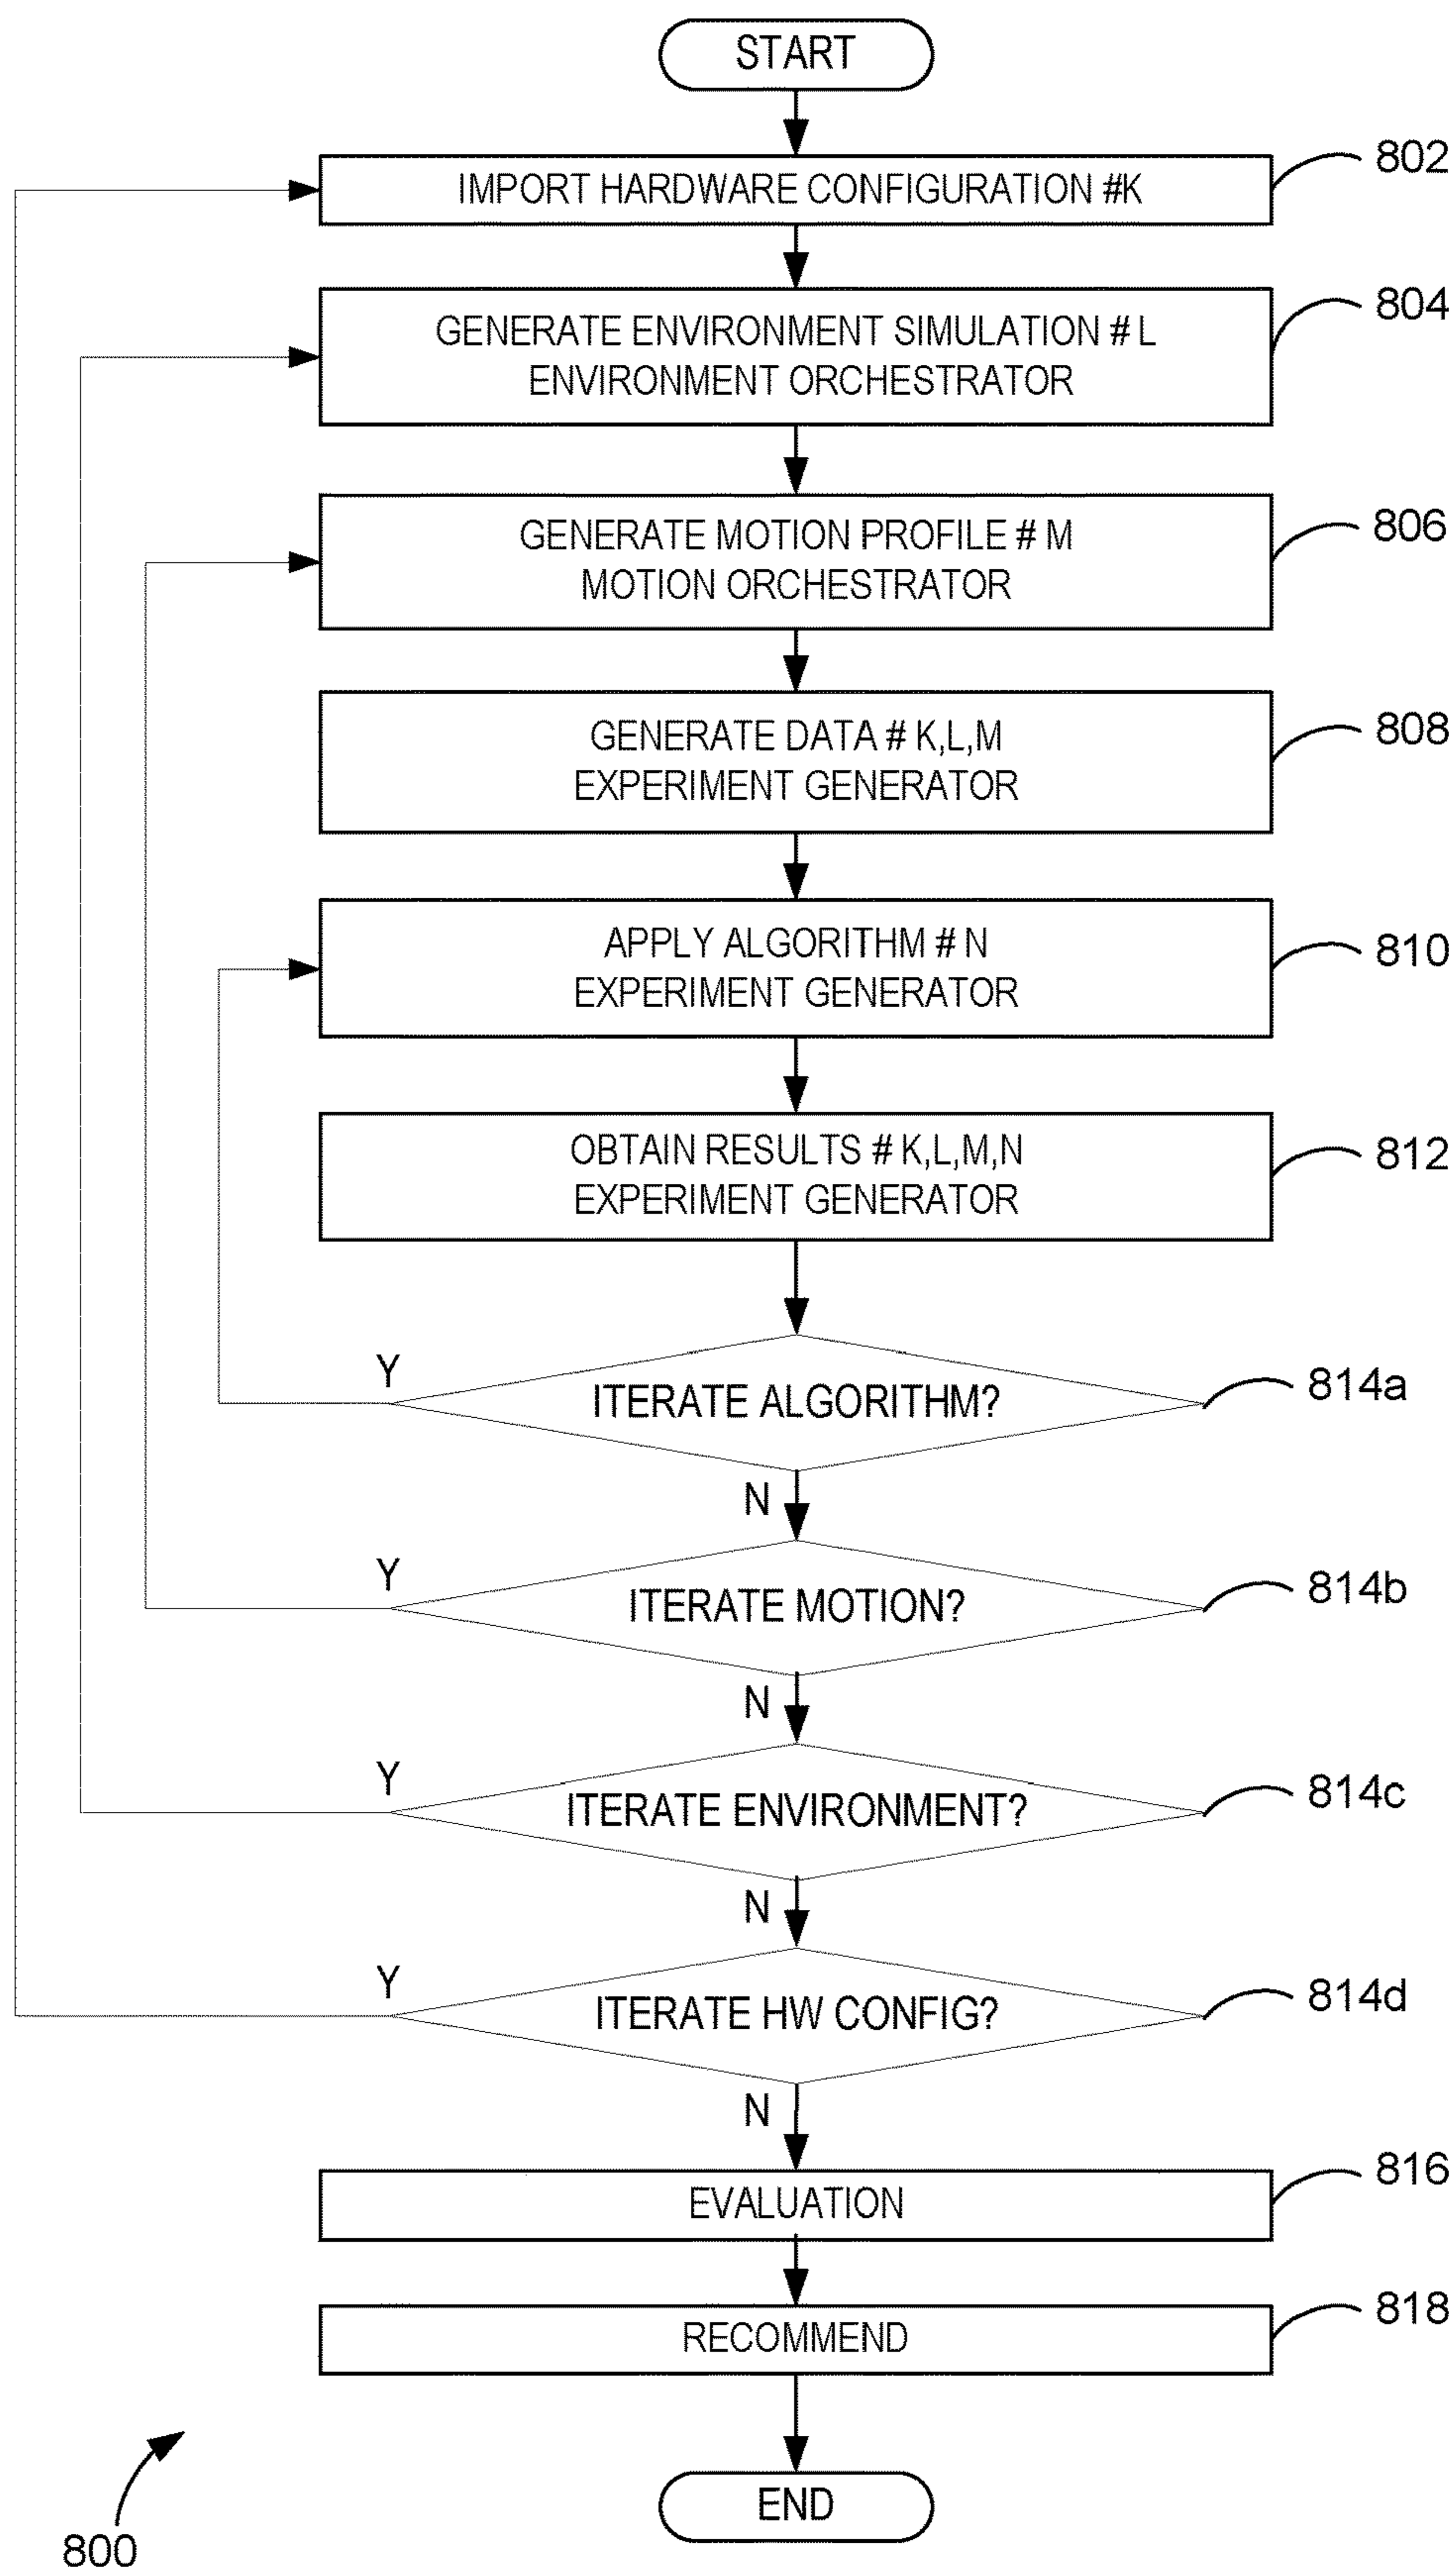 START
IMPORT HARDWARE CONFIGURATION #K
802
GENERATE ENVIRONMENT SIMULATION # L
ENVIRONMENT ORCHESTRATOR
804
GENERATE MOTION PROFILE # M
MOTION ORCHESTRATOR
806
GENERATE DATA # K,L,M
EXPERIMENT GENERATOR
808
APPLY ALGORITHM # N
EXPERIMENT GENERATOR
810
OBTAIN RESULTS # K,L,M,N
EXPERIMENT GENERATOR
812
Y
ITERATE ALGORITHM?
814a
N
Y
ITERATE MOTION?
814b
N
Y
ITERATE ENVIRONMENT?
814c
N
Y
ITERATE HW CONFIG?
814d
N
EVALUATION
816
RECOMMEND
818
END
800